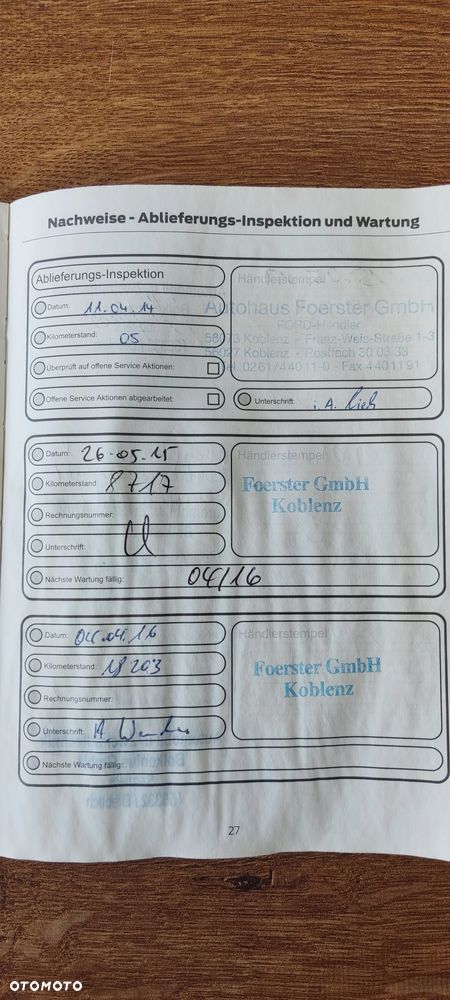 Nachweise - Ablieferungs-Inspektion und Wartung
Ablieferungs-Inspektion
Händlerstempel
Datum: 11.04.14
Autohaus Foerster GmbH
FORD-Händler
Kilometerstand: 05
56073 Koblenz - Franz-Weis-Straße 1-3
56027 Koblenz - Postfach 30 03 33
Überprüft auf offene Service Aktionen:
Tel. 0261/44011-0 - Fax 4401191
Offene Service Aktionen abgearbeitet:
Unterschrift: i.A.
Datum: 26.05.15
Händlerstempel
Kilometerstand: 8717
Foerster GmbH
Koblenz
Rechnungsnummer:
Unterschrift:
Nächste Wartung fällig: 04/16
Datum: 04.04.16
Händlerstempel
Kilometerstand: 18203
Foerster GmbH
Koblenz
Rechnungsnummer:
Unterschrift:
Nächste Wartung fällig:
27
OTOMOTO